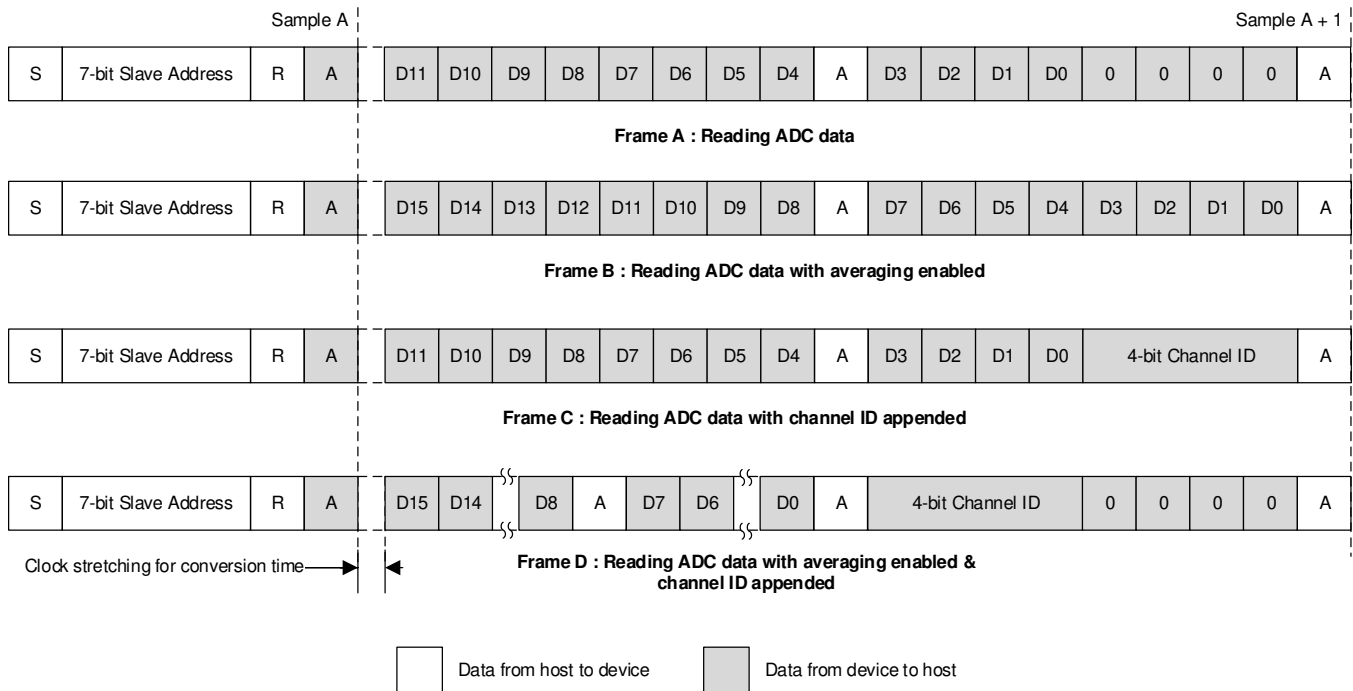 Sample A Sample A + 1
S 7-bit Slave Address R A D11 D10 D9 D8 D7 D6 D5 D4 A D3 D2 D1 D0 0 0 0 0 A
Frame A : Reading ADC data
S 7-bit Slave Address R A D15 D14 D13 D12 D11 D10 D9 D8 A D7 D6 D5 D4 D3 D2 D1 D0 A
Frame B : Reading ADC data with averaging enabled
S 7-bit Slave Address R A D11 D10 D9 D8 D7 D6 D5 D4 A D3 D2 D1 D0 4-bit Channel ID A
Frame C : Reading ADC data with channel ID appended
S 7-bit Slave Address R A D15 D14 D8 A D7 D6 D0 A 4-bit Channel ID 0 0 0 0 A
Clock stretching for conversion time
Frame D : Reading ADC data with averaging enabled &
channel ID appended
Data from host to device Data from device to host